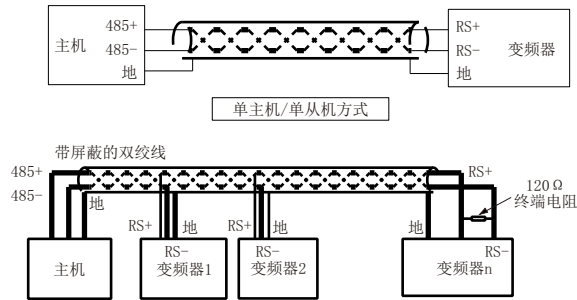 485+
RS+
主机
485-
RS-
变频器
地
地
单主机/单从机方式
带屏蔽的双绞线
485+
RS+
120Ω
终端电阻
485-
地
RS+
地
RS+
地
地
RS-
RS-
RS-
主机
变频器1
变频器2
变频器n